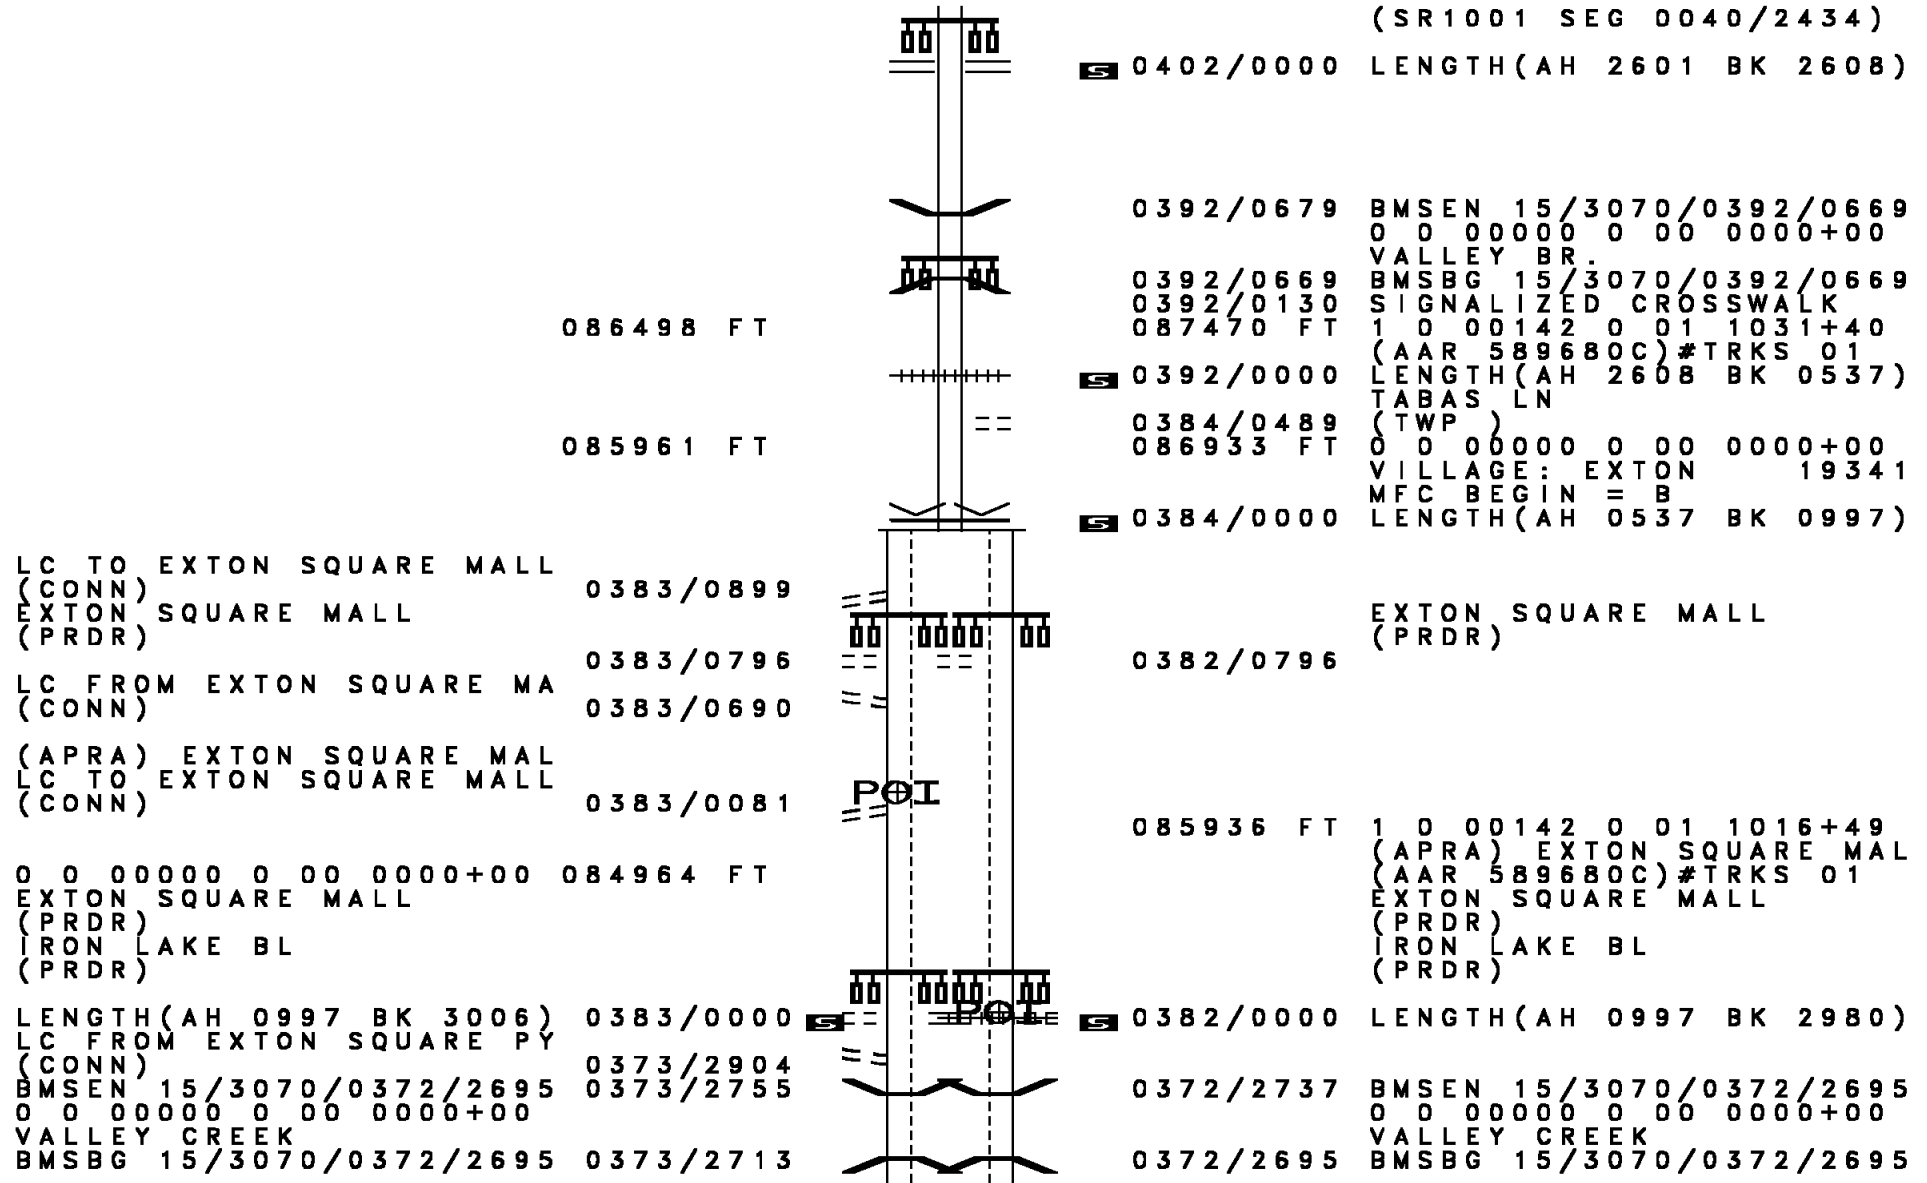 (SR1001 SEG 0040/2434)
S 0402/0000 LENGTH(AH 2601 BK 2608)
0392/0679 BMSEN 15/3070/0392/0669
0 0 00000 0 00 0000+00
VALLEY BR.
0392/0669 BMSBG 15/3070/0392/0669
0392/0130 SIGNALIZED CROSSWALK
086498 FT 087470 FT 1 0 00142 0 01 1031+40
(AAR 589680C)#TRKS 01
S 0392/0000 LENGTH(AH 2608 BK 0537)
TABAS LN
0384/0489 (TWP )
085961 FT 086933 FT 0 0 00000 0 00 0000+00
VILLAGE: EXTON 19341
MFC BEGIN = B
S 0384/0000 LENGTH(AH 0537 BK 0997)
LC TO EXTON SQUARE MALL
(CONN) 0383/0899
EXTON SQUARE MALL EXTON SQUARE MALL
(PRDR) (PRDR)
0383/0796 0382/0796
LC FROM EXTON SQUARE MA
(CONN) 0383/0690
(APRA) EXTON SQUARE MAL
LC TO EXTON SQUARE MALL
POI
(CONN) 0383/0081
085936 FT 1 0 00142 0 01 1016+49
(APRA) EXTON SQUARE MAL
0 0 00000 0 00 0000+00 084964 FT (AAR 589680C)#TRKS 01
EXTON SQUARE MALL EXTON SQUARE MALL
(PRDR) (PRDR)
IRON LAKE BL IRON LAKE BL
(PRDR) (PRDR)
POI
LENGTH(AH 0997 BK 3006) 0383/0000 S S 0382/0000 LENGTH(AH 0997 BK 2980)
LC FROM EXTON SQUARE PY
(CONN) 0373/2904
BMSEN 15/3070/0372/2695 0373/2755 0372/2737 BMSEN 15/3070/0372/2695
0 0 00000 0 00 0000+00 0 0 00000 0 00 0000+00
VALLEY CREEK VALLEY CREEK
BMSBG 15/3070/0372/2695 0373/2713 0372/2695 BMSBG 15/3070/0372/2695